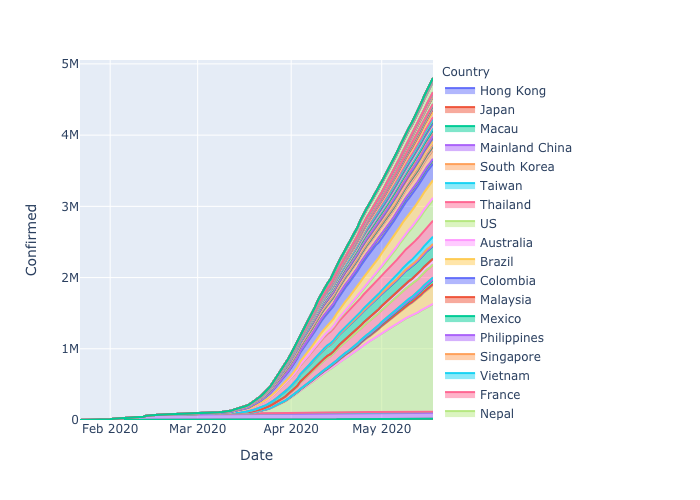 5M
4M
3M
2M
1M
0
Confirmed
Feb 2020
Mar 2020
Apr 2020
May 2020
Date
Country
Hong Kong
Japan
Macau
Mainland China
South Korea
Taiwan
Thailand
US
Australia
Brazil
Colombia
Malaysia
Mexico
Philippines
Singapore
Vietnam
France
Nepal